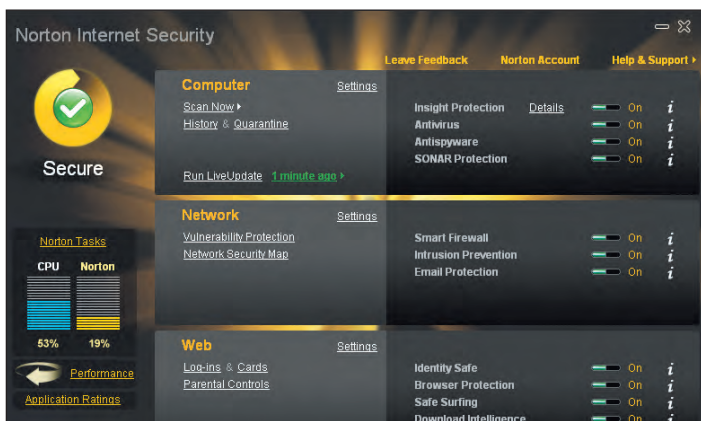 Norton Internet Security
Leave Feedback Norton Account Help & Support
Secure
Computer Settings
Scan Now
History & Quarantine
Run LiveUpdate 1 minute ago
Insight Protection Details On i
Antivirus On i
Antispyware On i
SONAR Protection On i
Network Settings
Vulnerability Protection
Network Security Map
Smart Firewall On i
Intrusion Prevention On i
Email Protection On i
Norton Tasks
CPU Norton
53% 19%
Performance
Application Ratings
Web Settings
Log-ins & Cards
Parental Controls
Identity Safe On i
Browser Protection On i
Safe Surfing On i
Download Intelligence On i